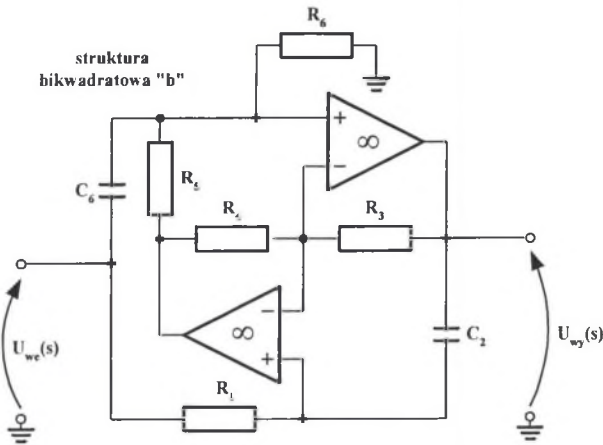 R₆
struktura
bikwadratowa "b"
+
∞
−
C₆
R₅
R₄
R₃
−
∞
+
C₂
Uwe(s)
Uwy(s)
R₁